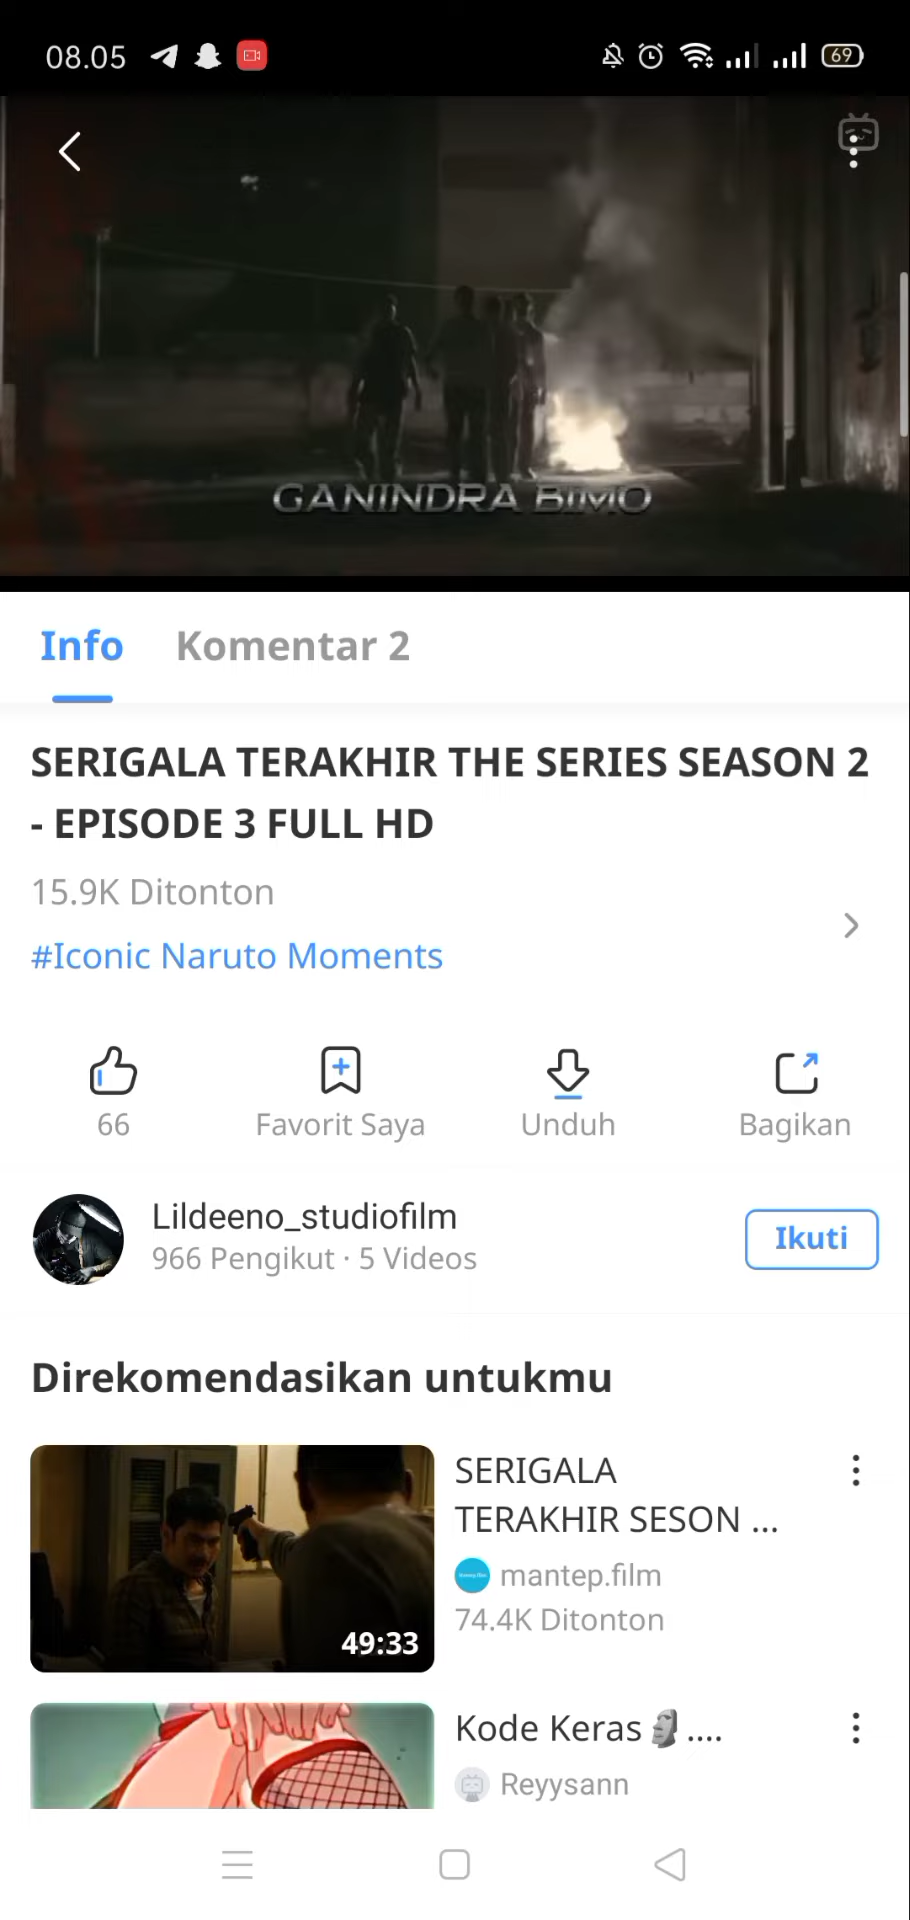 08.05
69
GANINDRA BIMO
Info
Komentar 2
SERIGALA TERAKHIR THE SERIES SEASON 2
- EPISODE 3 FULL HD
15.9K Ditonton
#Iconic Naruto Moments
66
Favorit Saya
Unduh
Bagikan
Lildeeno_studiofilm
966 Pengikut · 5 Videos
Ikuti
Direkomendasikan untukmu
49:33
SERIGALA
TERAKHIR SESON ...
mantep.film
74.4K Ditonton
Kode Keras🗿....
Reyysann